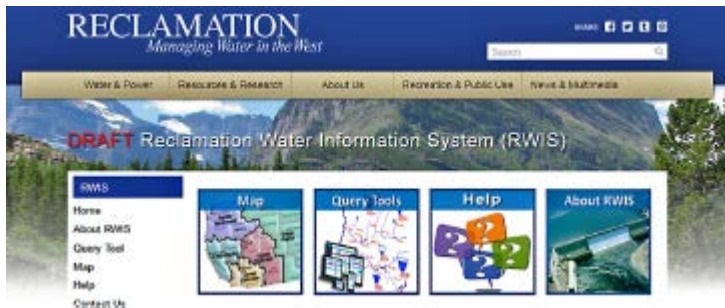 RECLAMATION
Managing Water in the West
SHARE
Search
Water & Power Resources & Research About Us Recreation & Public Use News & Multimedia
DRAFT Reclamation Water Information System (RWIS)
RWIS
Home
About RWIS
Query Tool
Map
Help
Contact Us
Map Query Tools Help About RWIS
? ? ? ?